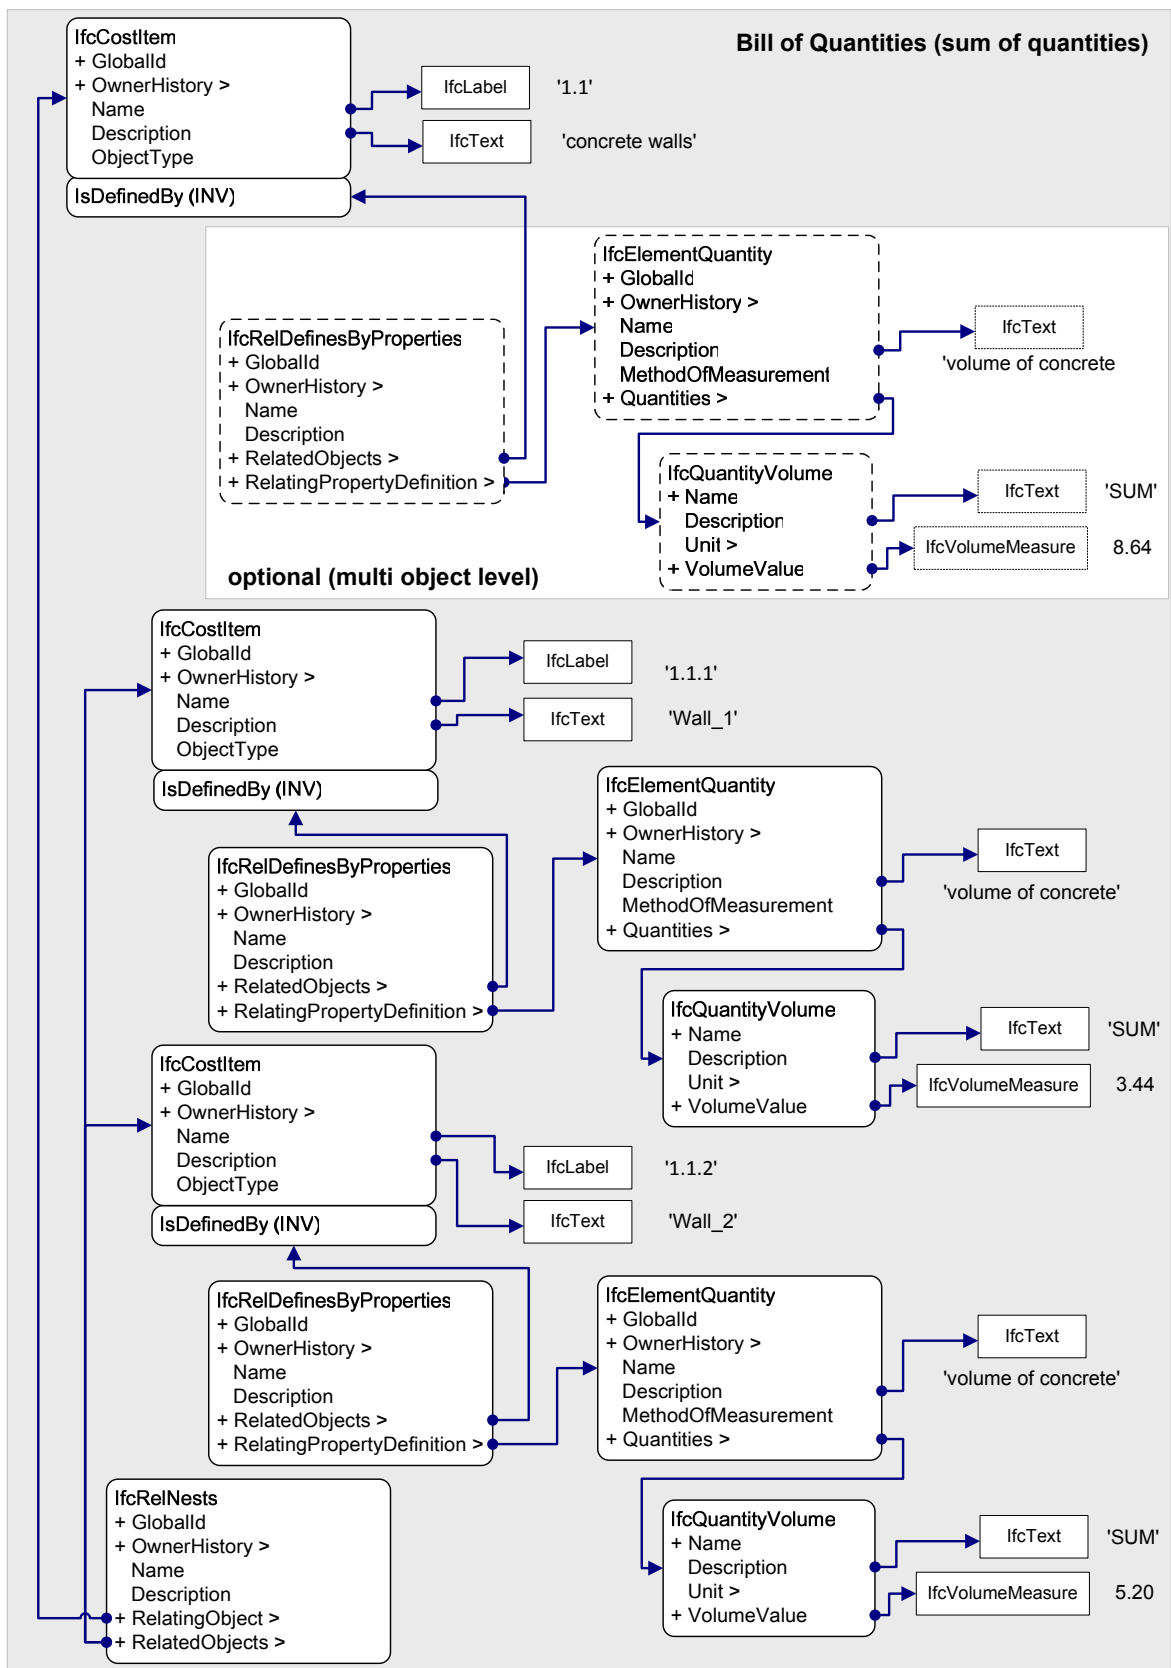 Bill of Quantities (sum of quantities)
IfcCostItem
+ GlobalId
+ OwnerHistory >
Name
Description
ObjectType
IsDefinedBy (INV)
IfcLabel '1.1'
IfcText 'concrete walls'
IfcRelDefinesByProperties
+ GlobalId
+ OwnerHistory >
Name
Description
+ RelatedObjects >
+ RelatingPropertyDefinition >
IfcElementQuantity
+ GlobalId
+ OwnerHistory >
Name
Description
MethodOfMeasurement
+ Quantities >
IfcText
'volume of concrete
IfcQuantityVolume
+ Name
Description
Unit >
+ VolumeValue
IfcText 'SUM'
IfcVolumeMeasure 8.64
optional (multi object level)
IfcCostItem
+ GlobalId
+ OwnerHistory >
Name
Description
ObjectType
IsDefinedBy (INV)
IfcLabel '1.1.1'
IfcText 'Wall_1'
IfcRelDefinesByProperties
+ GlobalId
+ OwnerHistory >
Name
Description
+ RelatedObjects >
+ RelatingPropertyDefinition >
IfcElementQuantity
+ GlobalId
+ OwnerHistory >
Name
Description
MethodOfMeasurement
+ Quantities >
IfcText
'volume of concrete'
IfcQuantityVolume
+ Name
Description
Unit >
+ VolumeValue
IfcText 'SUM'
IfcVolumeMeasure 3.44
IfcCostItem
+ GlobalId
+ OwnerHistory >
Name
Description
ObjectType
IsDefinedBy (INV)
IfcLabel '1.1.2'
IfcText 'Wall_2'
IfcRelDefinesByProperties
+ GlobalId
+ OwnerHistory >
Name
Description
+ RelatedObjects >
+ RelatingPropertyDefinition >
IfcElementQuantity
+ GlobalId
+ OwnerHistory >
Name
Description
MethodOfMeasurement
+ Quantities >
IfcText
'volume of concrete'
IfcQuantityVolume
+ Name
Description
Unit >
+ VolumeValue
IfcText 'SUM'
IfcVolumeMeasure 5.20
IfcRelNests
+ GlobalId
+ OwnerHistory >
Name
Description
+ RelatingObject >
+ RelatedObjects >